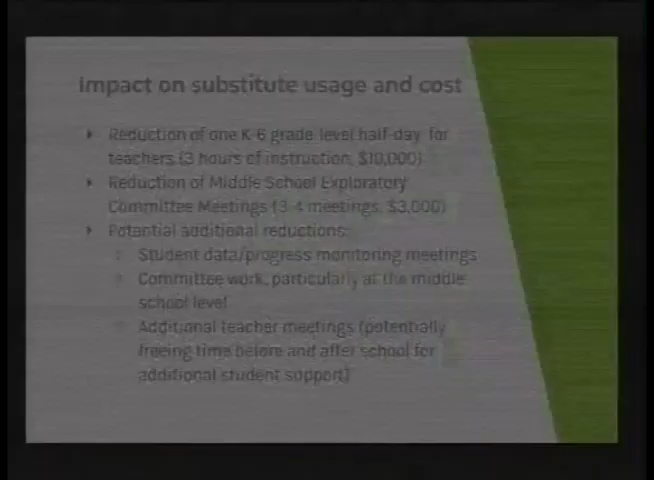 Impact on substitute usage and cost
Reduction of one K-6 grade level half-day for
teachers (3 hours of instruction, $10,000)
Reduction of Middle School Exploratory
Committee Meetings (3-4 meetings, $3,000)
Potential additional reductions:
Student data/progress monitoring meetings
Committee work, particularly at the middle
school level
Additional teacher meetings (potentially
freeing time before and after school for
additional student support)